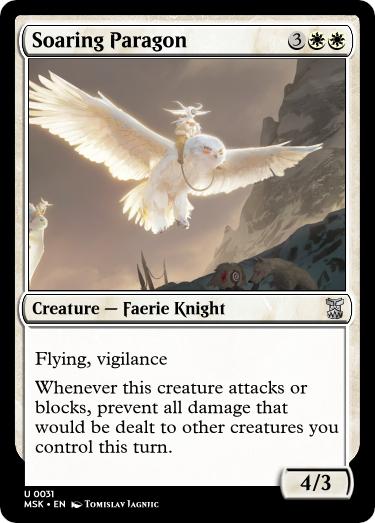 Soaring Paragon 3
Creature — Faerie Knight
Flying, vigilance
Whenever this creature attacks or
blocks, prevent all damage that
would be dealt to other creatures you
control this turn.
4/3
U 0031
MSK • EN Tomislav Jagnjic